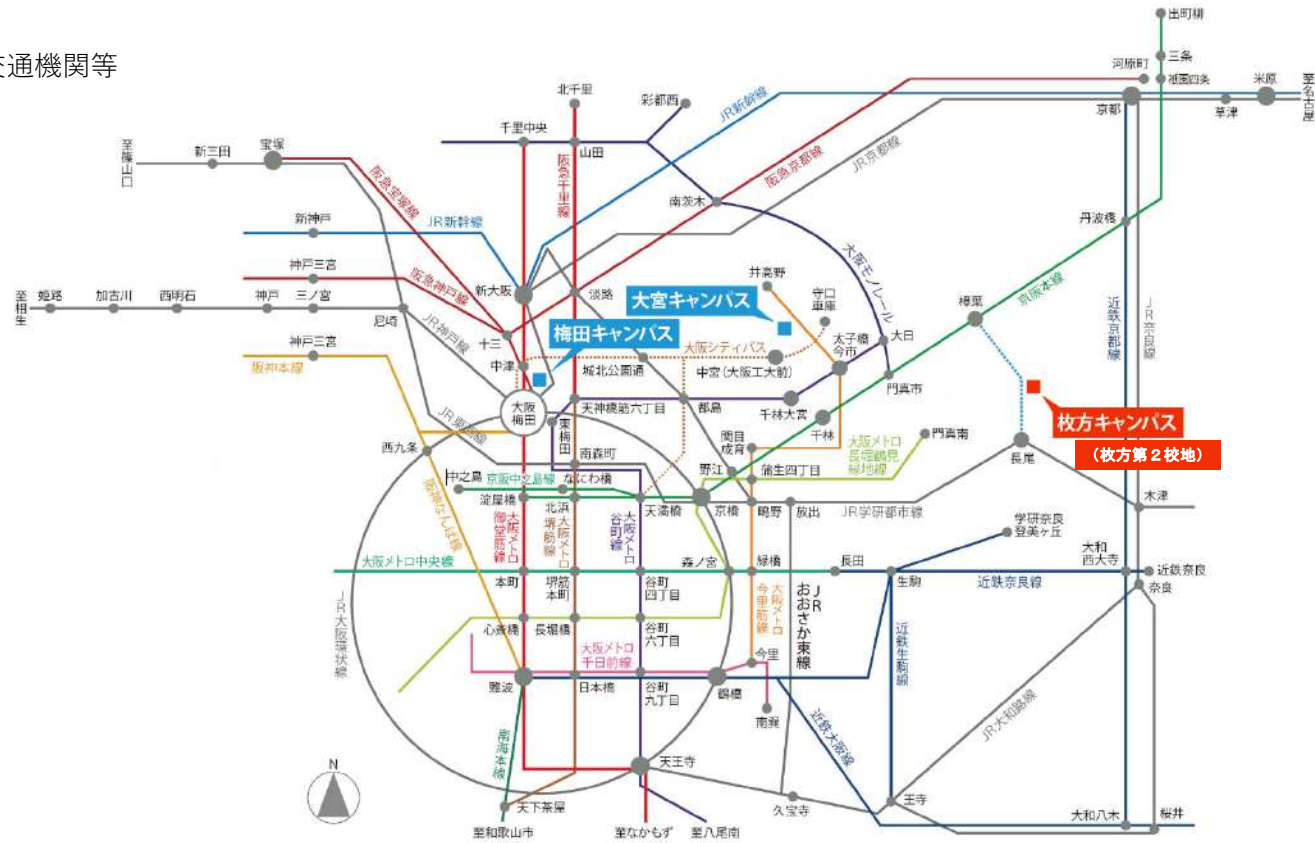 通機関等
出町柳
三条
河原町
祇園四条
京都
米原
草津
至名古屋
北千里
彩都西
JR新幹線
千里中央
山田
阪急千里線
阪急京都線
JR京都線
至篠山口
新三田
宝塚
阪急宝塚線
南茨木
丹波橋
新神戸
JR新幹線
大阪モノレール
京阪本線
神戸三宮
阪急神戸線
新大阪
淡路
井高野
守口
車庫
大宮キャンパス
樟葉
近鉄京都線
JR奈良線
至相生
姫路
加古川
西明石
神戸
三ノ宮
尼崎
JR神戸線
十三
梅田キャンパス
太子橋
今市
大日
神戸三宮
阪神本線
中津
大阪シティバス
城北公園通
中宮(大阪工大前)
門真市
大阪
梅田
天神橋筋六丁目
都島
千林大宮
千林
枚方キャンパス
(枚方第2校地)
JR東西線
東梅田
関目
成育
大阪メトロ
長堀鶴見
緑地線
門真南
長尾
西九条
南森町
野江
蒲生四丁目
中之島
京阪中之島線
なにわ橋
淀屋橋
北浜
天満橋
京橋
鴫野
放出
JR学研都市線
木津
阪神なんば線
大阪メトロ
御堂筋線
大阪メトロ
堺筋線
大阪メトロ
谷町線
学研奈良
登美ヶ丘
大阪メトロ中央線
本町
堺筋
本町
谷町
四丁目
森ノ宮
緑橋
長田
生駒
近鉄奈良線
大和
西大寺
近鉄奈良
奈良
JR大阪環状線
大阪メトロ
今里筋線
JR
おおさか東線
心斎橋
長堀橋
谷町
六丁目
近鉄生駒線
大阪メトロ
千日前線
今里
難波
日本橋
谷町
九丁目
鶴橋
南巽
近鉄大阪線
JR大和路線
南海本線
天王寺
N
天下茶屋
久宝寺
王寺
大和八木
桜井
至和歌山市
至なかもず
至八尾南